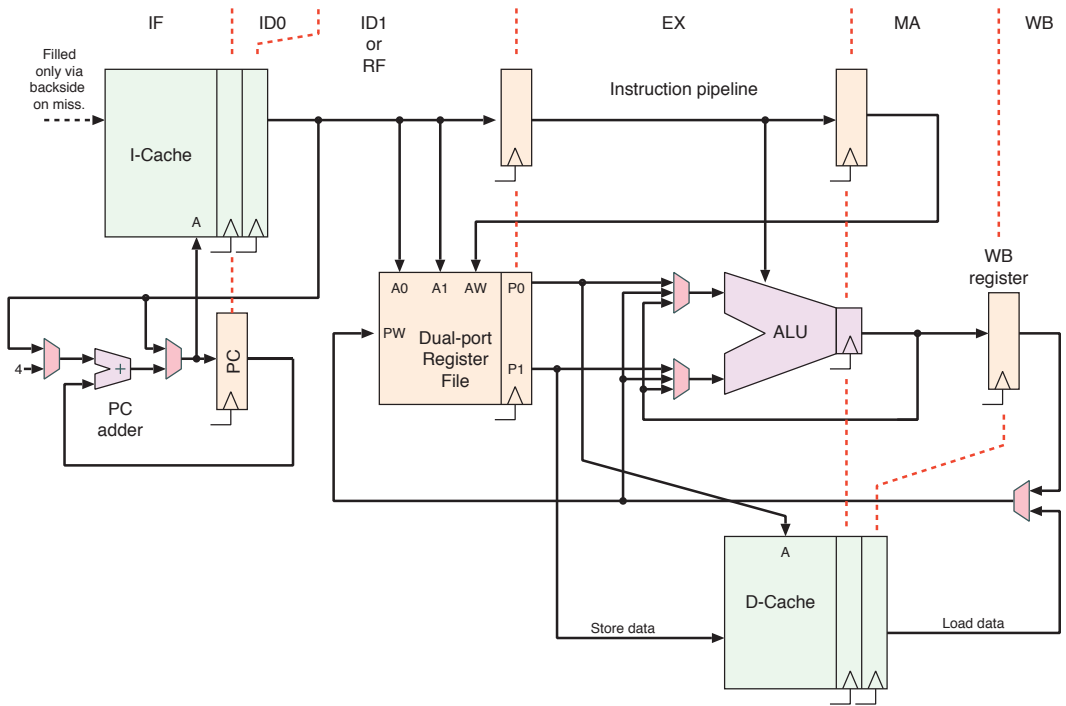 IF
ID0
ID1
or
RF
EX
MA
WB
Filled
only via
backside
on miss.
Instruction pipeline
I-Cache
A
A0
A1
AW
P0
PW
Dual-port
Register
File
P1
ALU
WB
register
4
+
PC
PC
adder
A
D-Cache
Store data
Load data